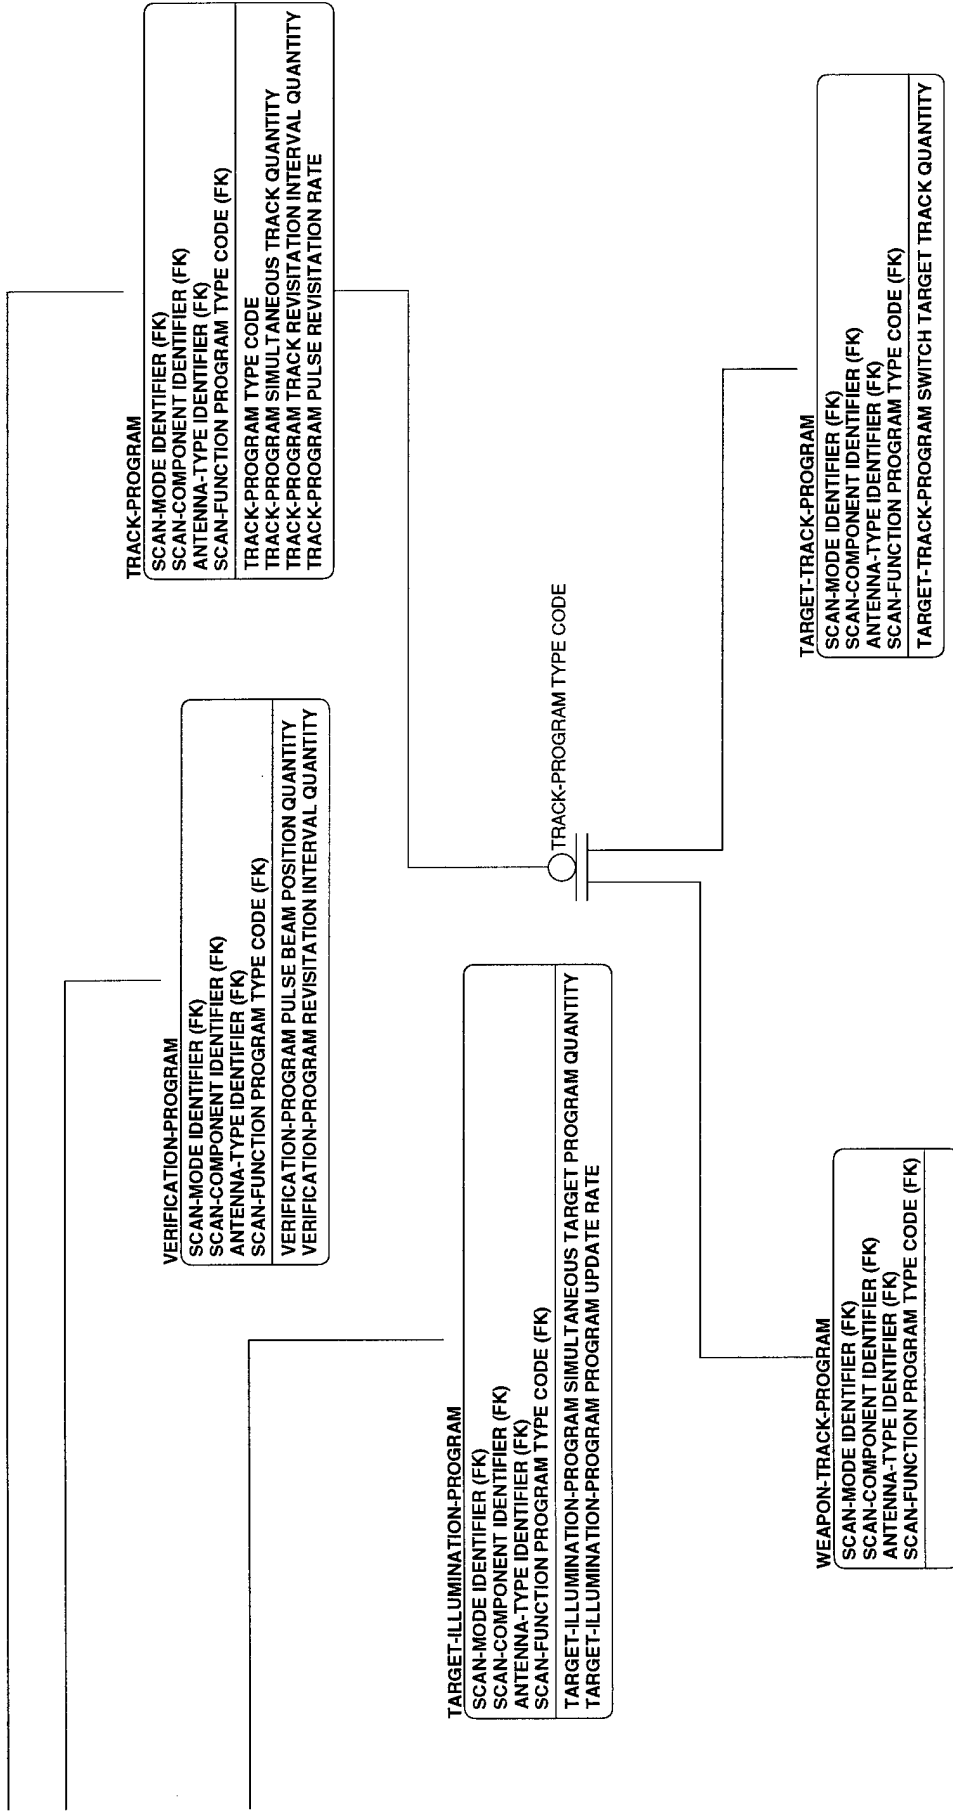 TARGET-ILLUMINATION-PROGRAM
SCAN-MODE IDENTIFIER (FK)
SCAN-COMPONENT IDENTIFIER (FK)
ANTENNA-TYPE IDENTIFIER (FK)
SCAN-FUNCTION PROGRAM TYPE CODE (FK)
TARGET-ILLUMINATION-PROGRAM SIMULTANEOUS TARGET PROGRAM QUANTITY
TARGET-ILLUMINATION-PROGRAM PROGRAM UPDATE RATE
VERIFICATION-PROGRAM
SCAN-MODE IDENTIFIER (FK)
SCAN-COMPONENT IDENTIFIER (FK)
ANTENNA-TYPE IDENTIFIER (FK)
SCAN-FUNCTION PROGRAM TYPE CODE (FK)
VERIFICATION-PROGRAM PULSE BEAM POSITION QUANTITY
VERIFICATION-PROGRAM REVISITATION INTERVAL QUANTITY
TRACK-PROGRAM
SCAN-MODE IDENTIFIER (FK)
SCAN-COMPONENT IDENTIFIER (FK)
ANTENNA-TYPE IDENTIFIER (FK)
SCAN-FUNCTION PROGRAM TYPE CODE (FK)
TRACK-PROGRAM TYPE CODE
TRACK-PROGRAM SIMULTANEOUS TRACK QUANTITY
TRACK-PROGRAM TRACK REVISITATION INTERVAL QUANTITY
TRACK-PROGRAM PULSE REVISITATION RATE
TRACK-PROGRAM TYPE CODE
WEAPON-TRACK-PROGRAM
SCAN-MODE IDENTIFIER (FK)
SCAN-COMPONENT IDENTIFIER (FK)
ANTENNA-TYPE IDENTIFIER (FK)
SCAN-FUNCTION PROGRAM TYPE CODE (FK)
TARGET-TRACK-PROGRAM
SCAN-MODE IDENTIFIER (FK)
SCAN-COMPONENT IDENTIFIER (FK)
ANTENNA-TYPE IDENTIFIER (FK)
SCAN-FUNCTION PROGRAM TYPE CODE (FK)
TARGET-TRACK-PROGRAM SWITCH TARGET TRACK QUANTITY